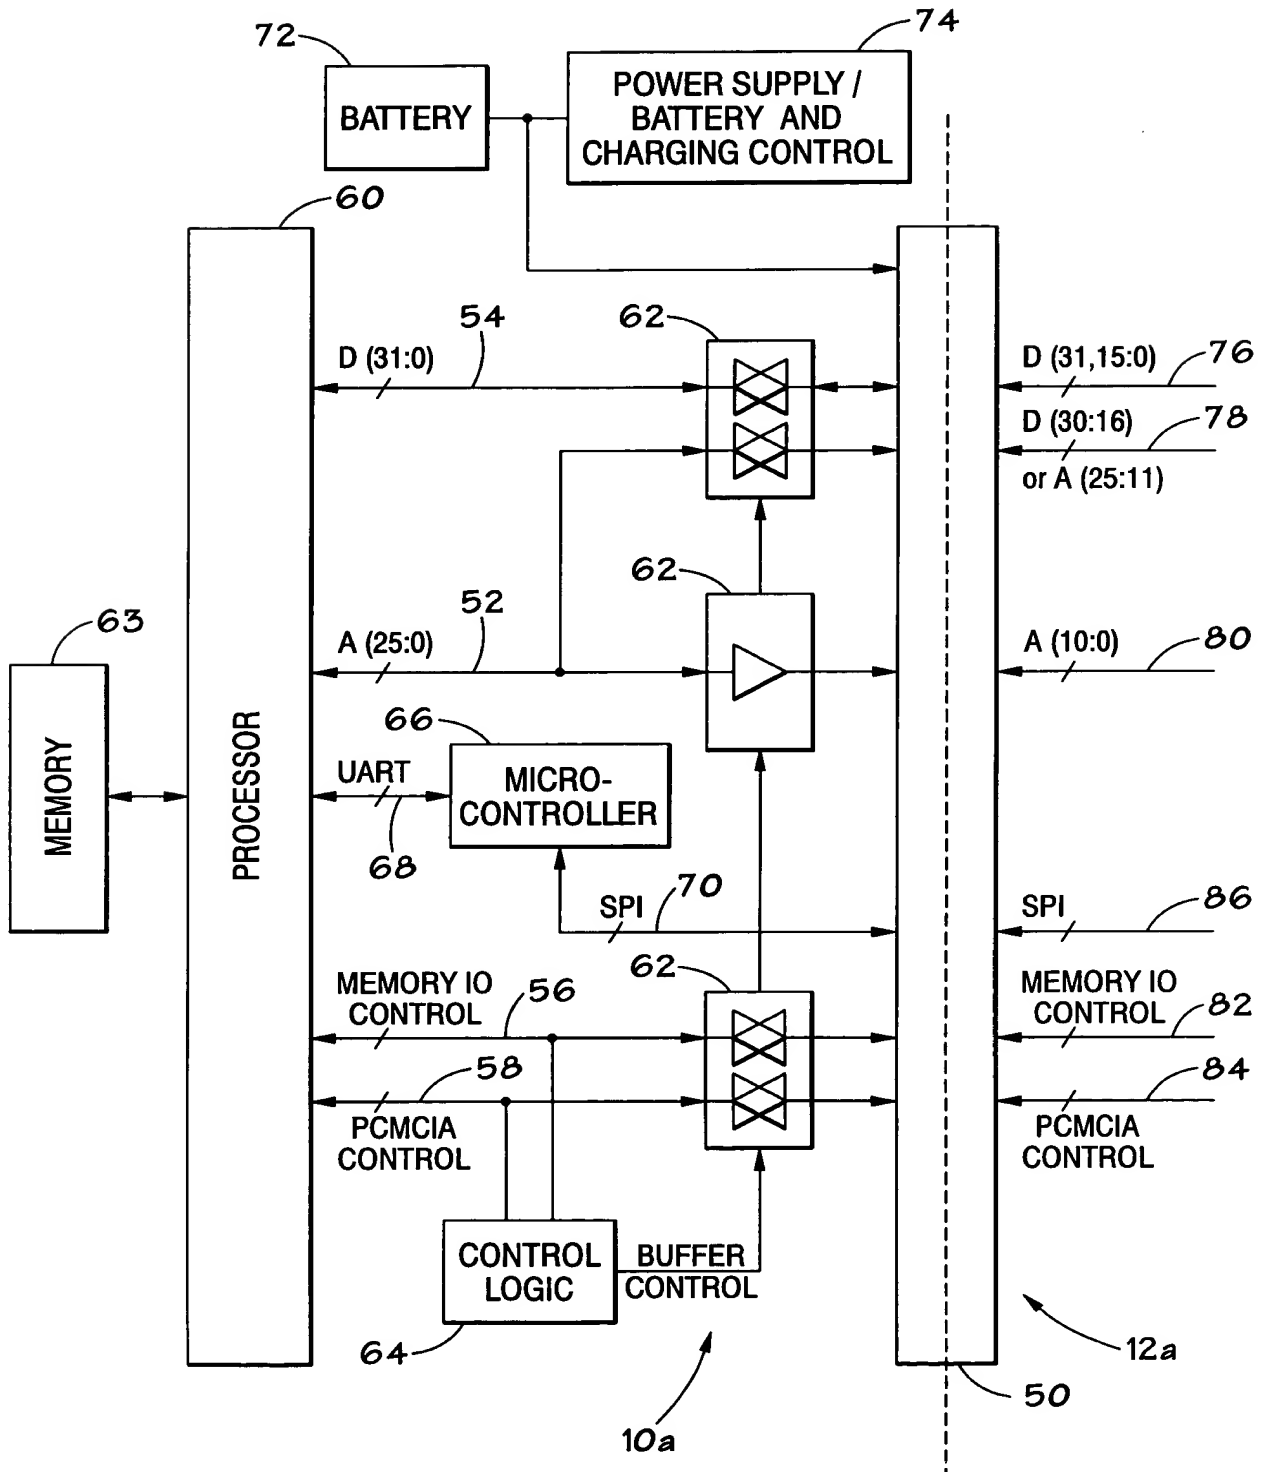 72
74
BATTERY
POWER SUPPLY /
BATTERY AND
CHARGING CONTROL
60
54
62
D (31:0)
D (31,15:0)
76
D (30:16)
78
or A (25:11)
62
52
63
A (25:0)
A (10:0)
80
66
MEMORY
PROCESSOR
UART
MICRO-
CONTROLLER
68
70
SPI
SPI
86
62
MEMORY IO
CONTROL
56
MEMORY IO
CONTROL
82
58
84
PCMCIA
CONTROL
PCMCIA
CONTROL
CONTROL
LOGIC
BUFFER
CONTROL
64
12a
50
10a